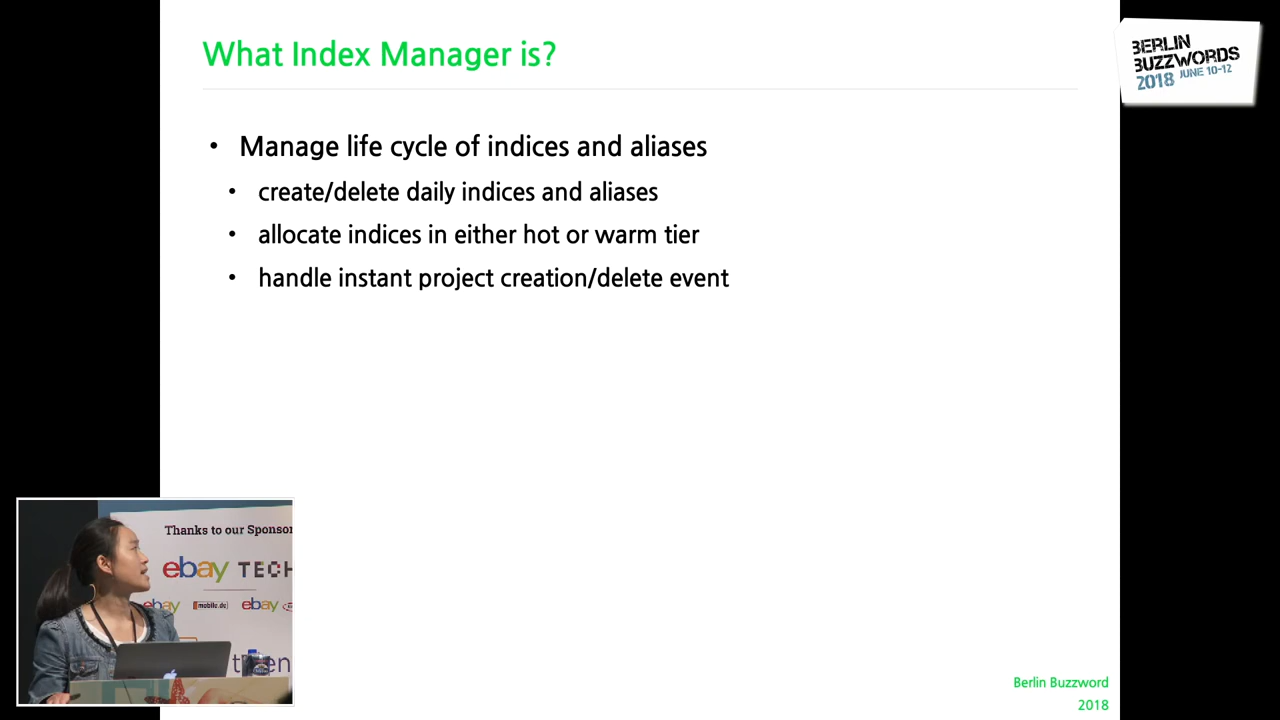 What Index Manager is?
BERLIN
BUZZWORDS
2018 JUNE 10-12
• Manage life cycle of indices and aliases
• create/delete daily indices and aliases
• allocate indices in either hot or warm tier
• handle instant project creation/delete event
Thanks to our Sponsor
ebay TECH
ebay mobile.de ebay
Berlin Buzzword
2018